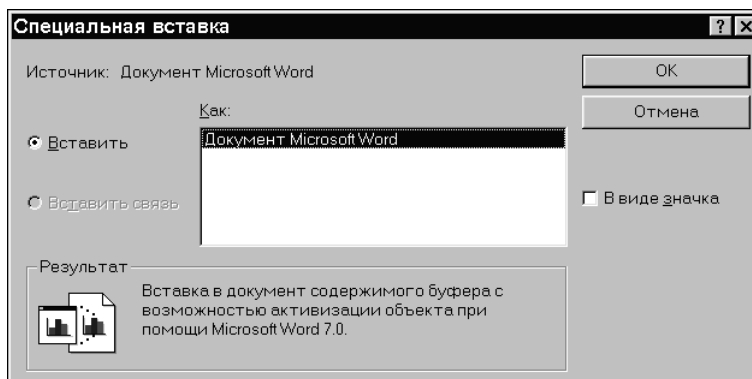 Специальная вставка
Источник: Документ Microsoft Word
OK
Как:
Отмена
Вставить
Документ Microsoft Word
Вставить связь
В виде значка
Результат
Вставка в документ содержимого буфера с
возможностью активизации объекта при
помощи Microsoft Word 7.0.